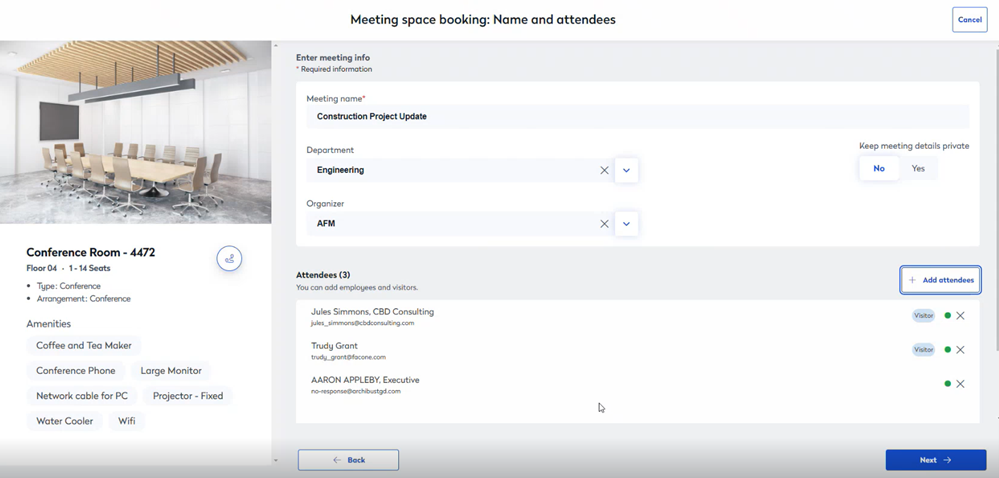 Meeting space booking: Name and attendees
Cancel
Enter meeting info
* Required information
Meeting name*
Construction Project Update
Department
Keep meeting details private
Engineering
No
Yes
Organizer
AFM
Conference Room - 4472
Floor 04 · 1 - 14 Seats
• Type: Conference
• Arrangement: Conference
Amenities
Coffee and Tea Maker
Conference Phone
Large Monitor
Network cable for PC
Projector - Fixed
Water Cooler
Wifi
Attendees (3)
You can add employees and visitors.
+ Add attendees
Jules Simmons, CBD Consulting
jules_simmons@cbdconsulting.com
Visitor
Trudy Grant
trudy_grant@facone.com
Visitor
AARON APPLEBY, Executive
no-response@archibustgd.com
← Back
Next →